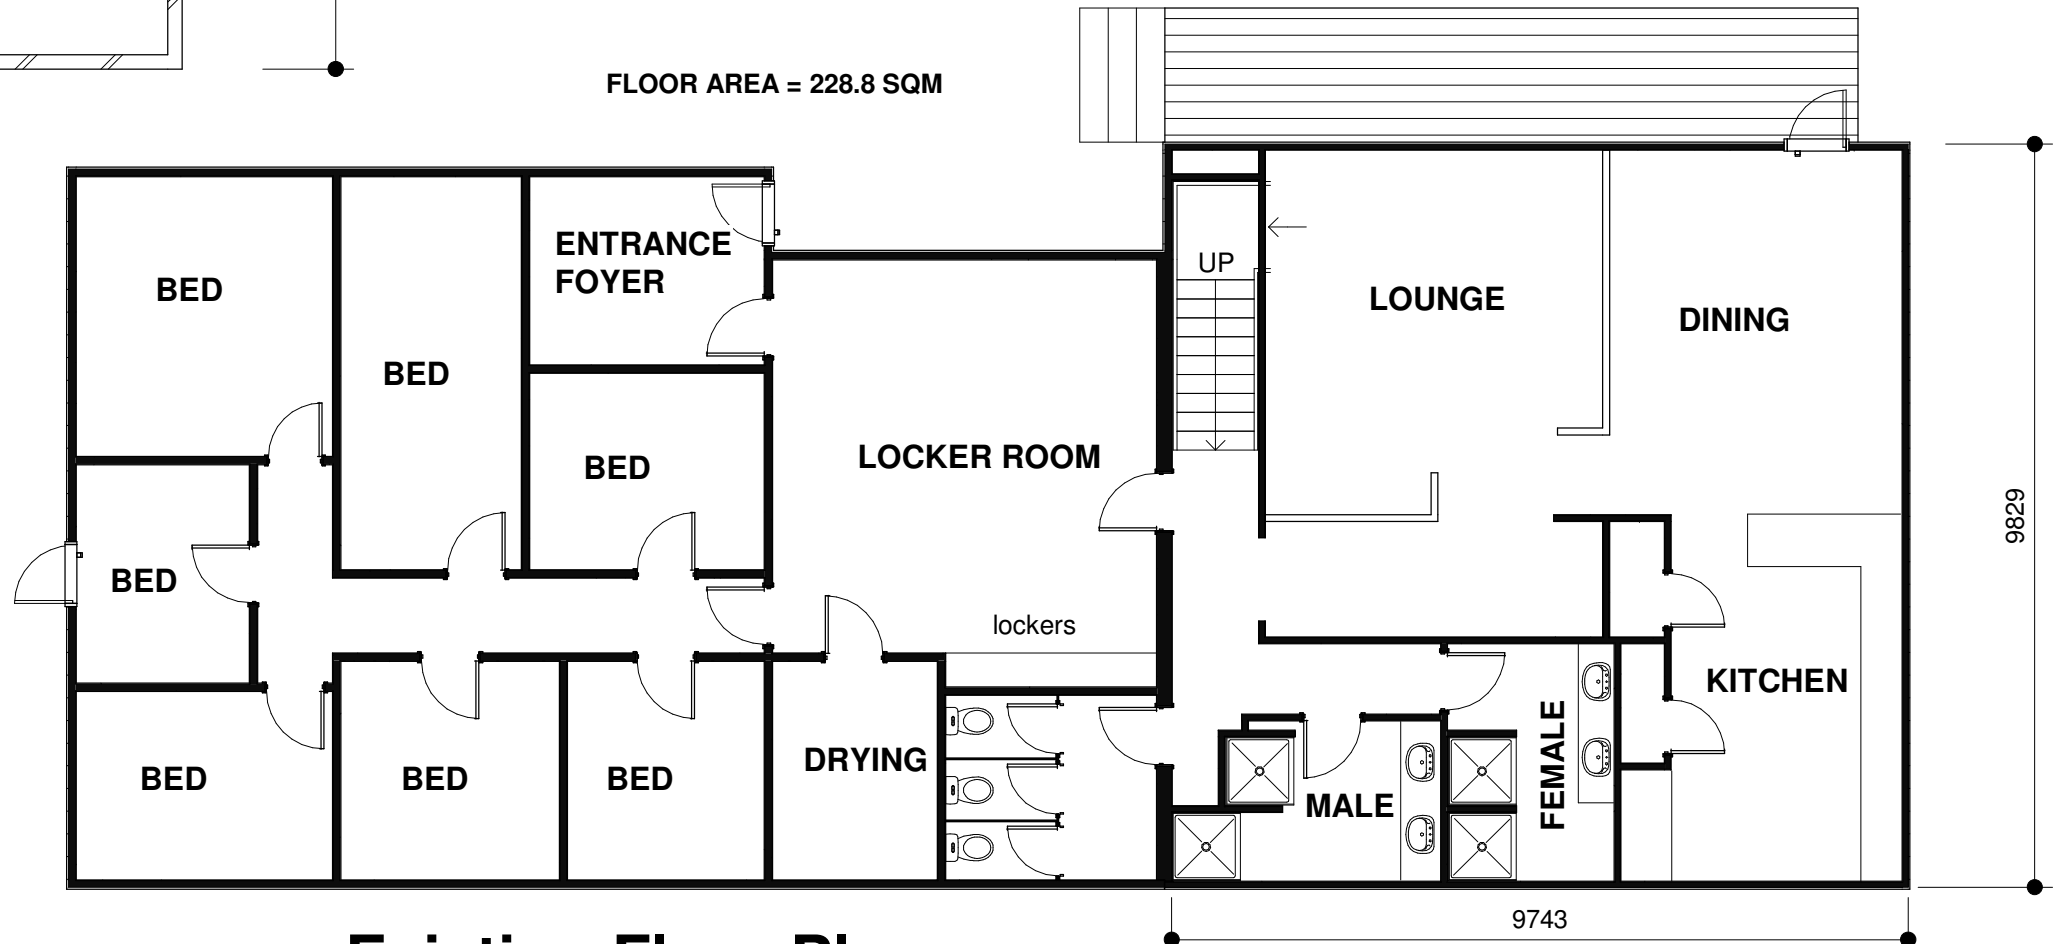 FLOOR AREA = 228.8 SQM
ENTRANCE
FOYER
BED
UP
LOUNGE
DINING
BED
BED
LOCKER ROOM
9829
BED
lockers
KITCHEN
DRYING
FEMALE
BED
BED
BED
MALE
9743